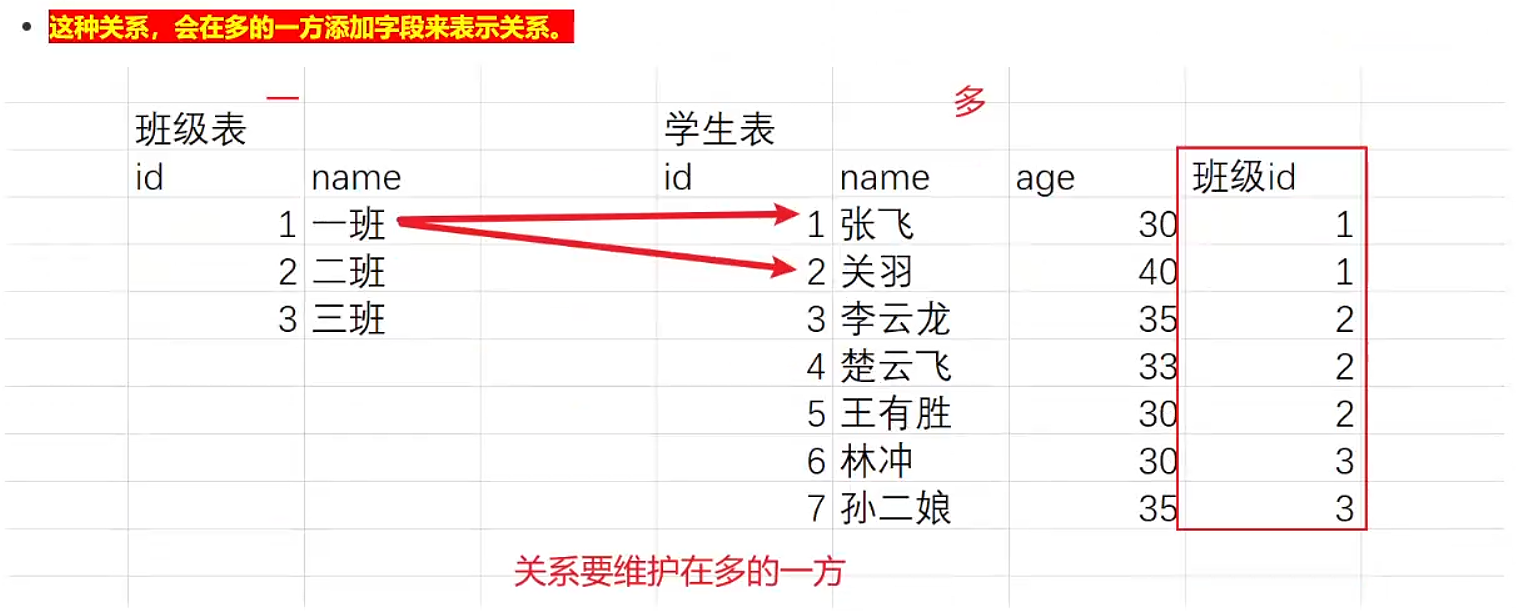 这种关系，会在多的一方添加字段来表示关系。
一 多
班级表 学生表
id name id name age 班级id
1 一班 1 张飞 30 1
2 二班 2 关羽 40 1
3 三班 3 李云龙 35 2
4 楚云飞 33 2
5 王有胜 30 2
6 林冲 30 3
7 孙二娘 35 3
关系要维护在多的一方